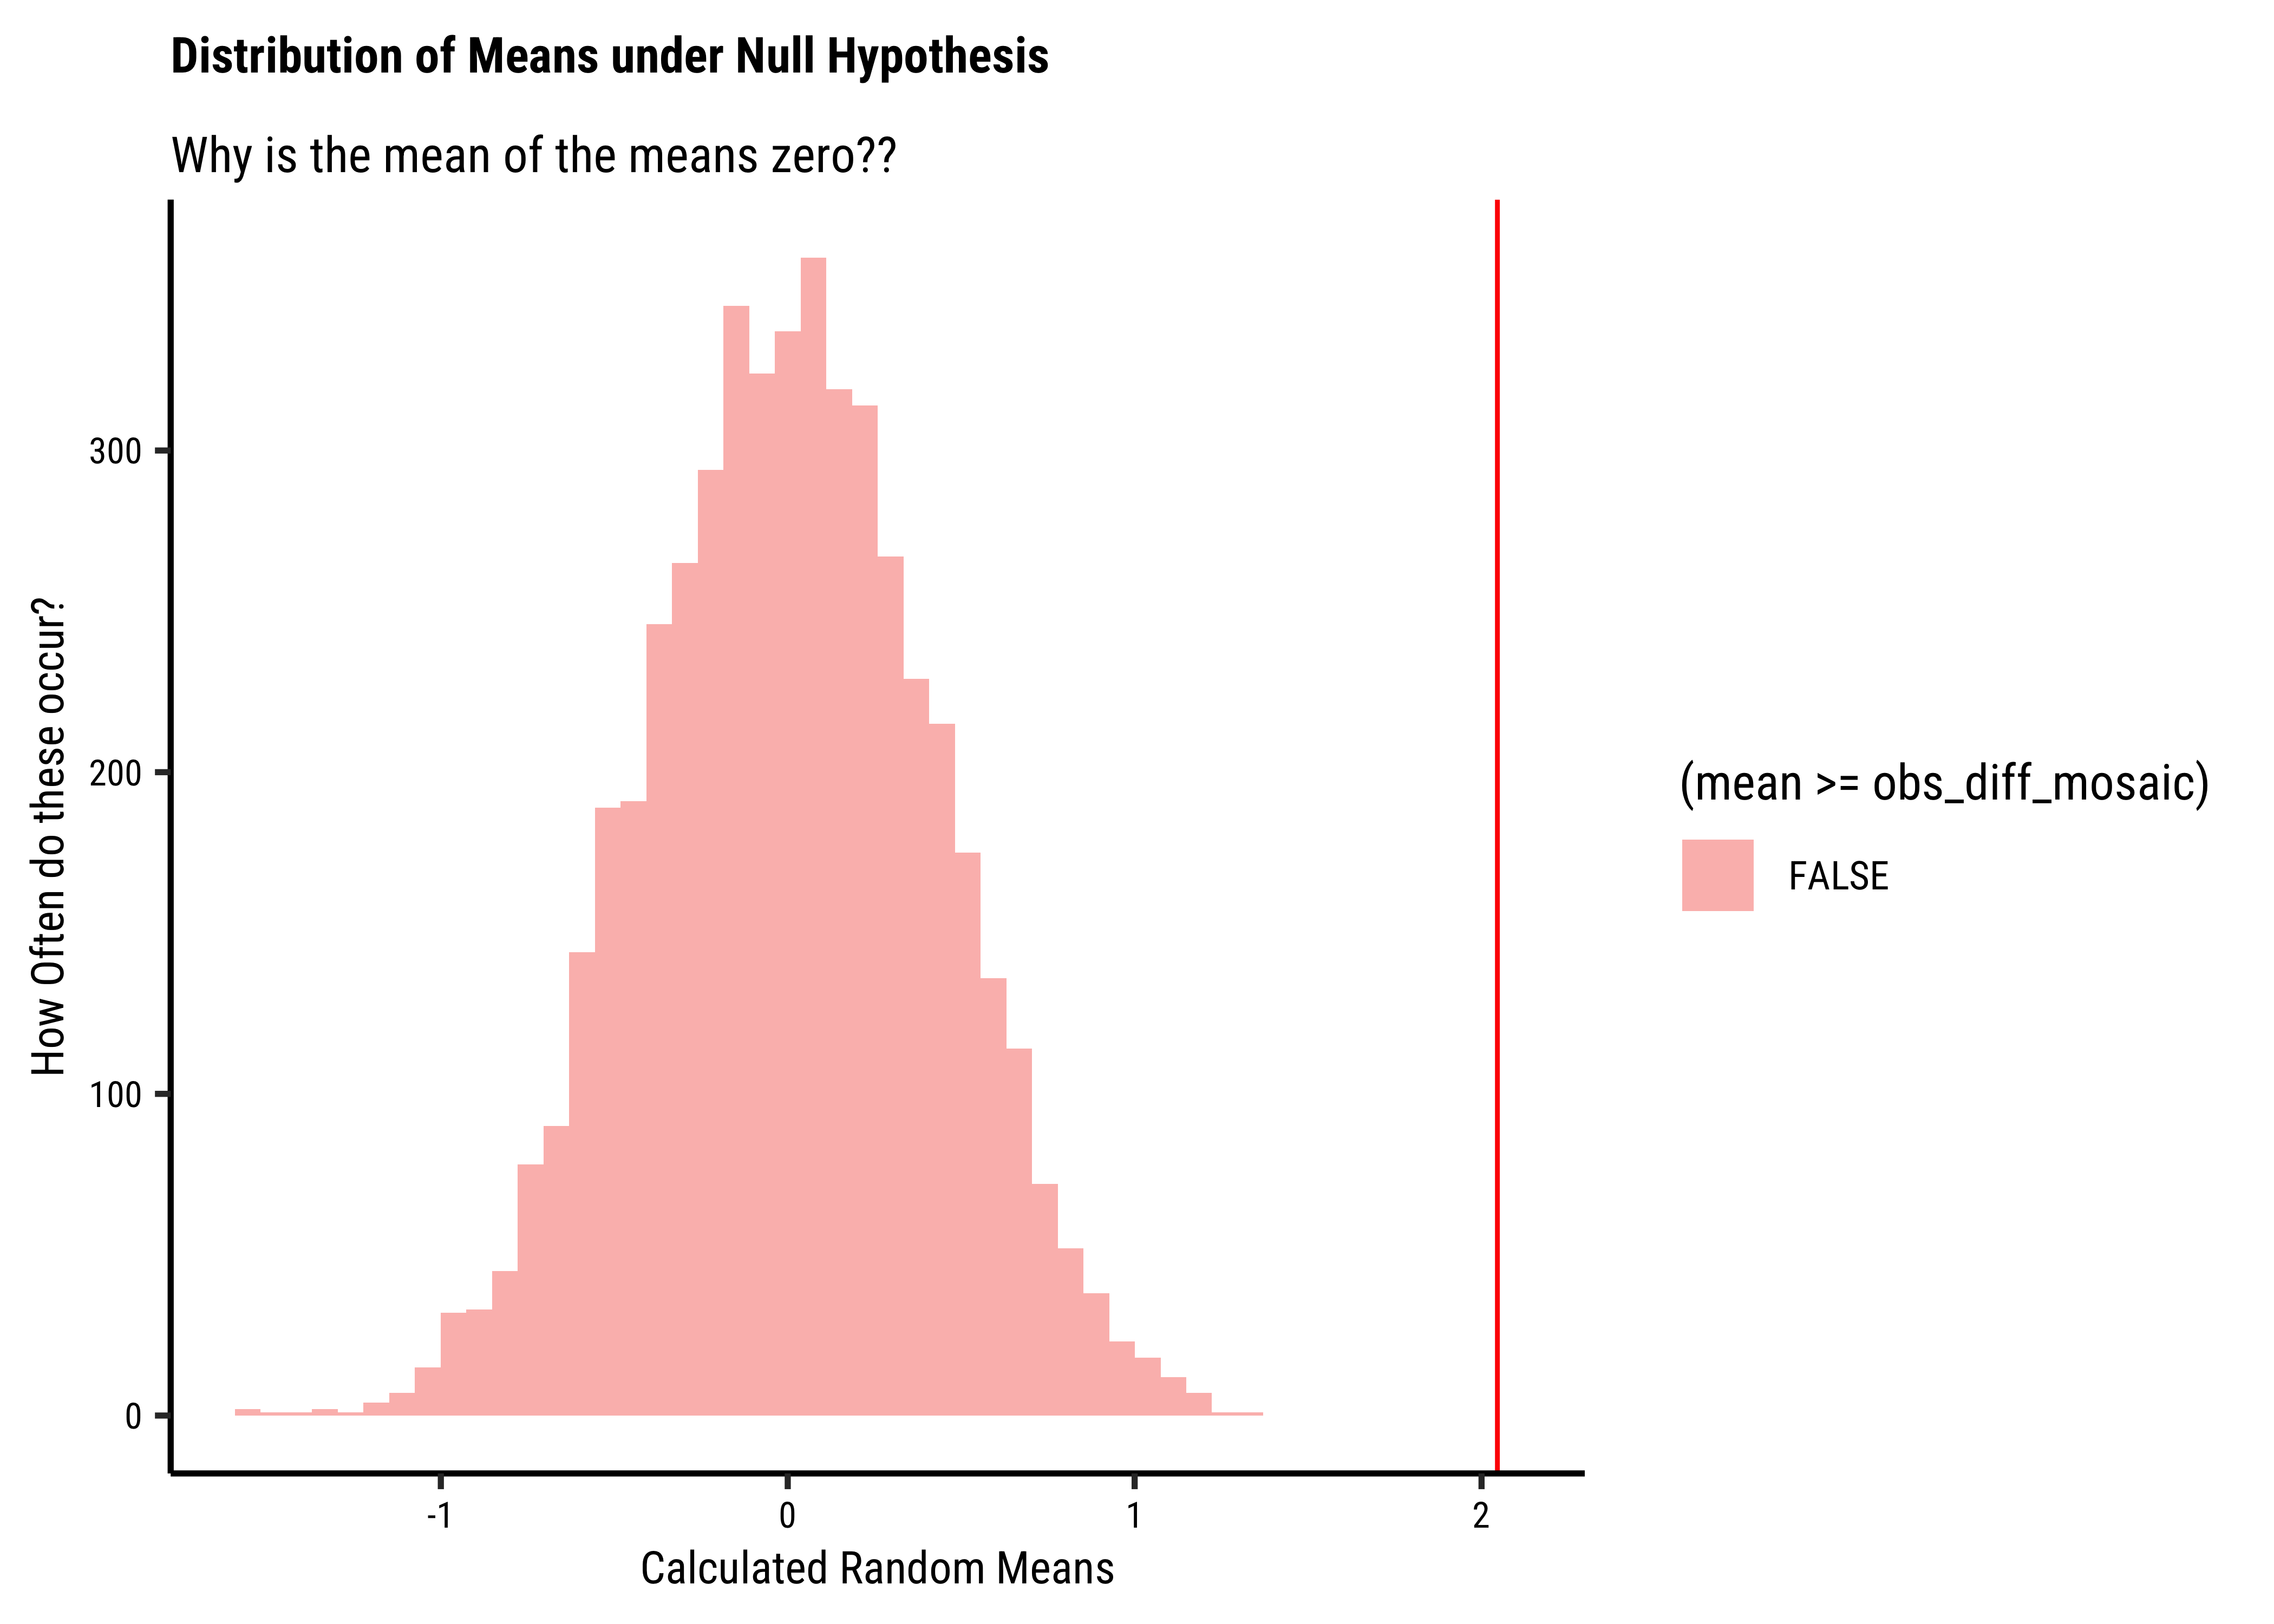 Distribution of Means under Null Hypothesis
Why is the mean of the means zero??
How Often do these occur?
300
200
100
0
-1
0
1
2
Calculated Random Means
(mean >= obs_diff_mosaic)
FALSE